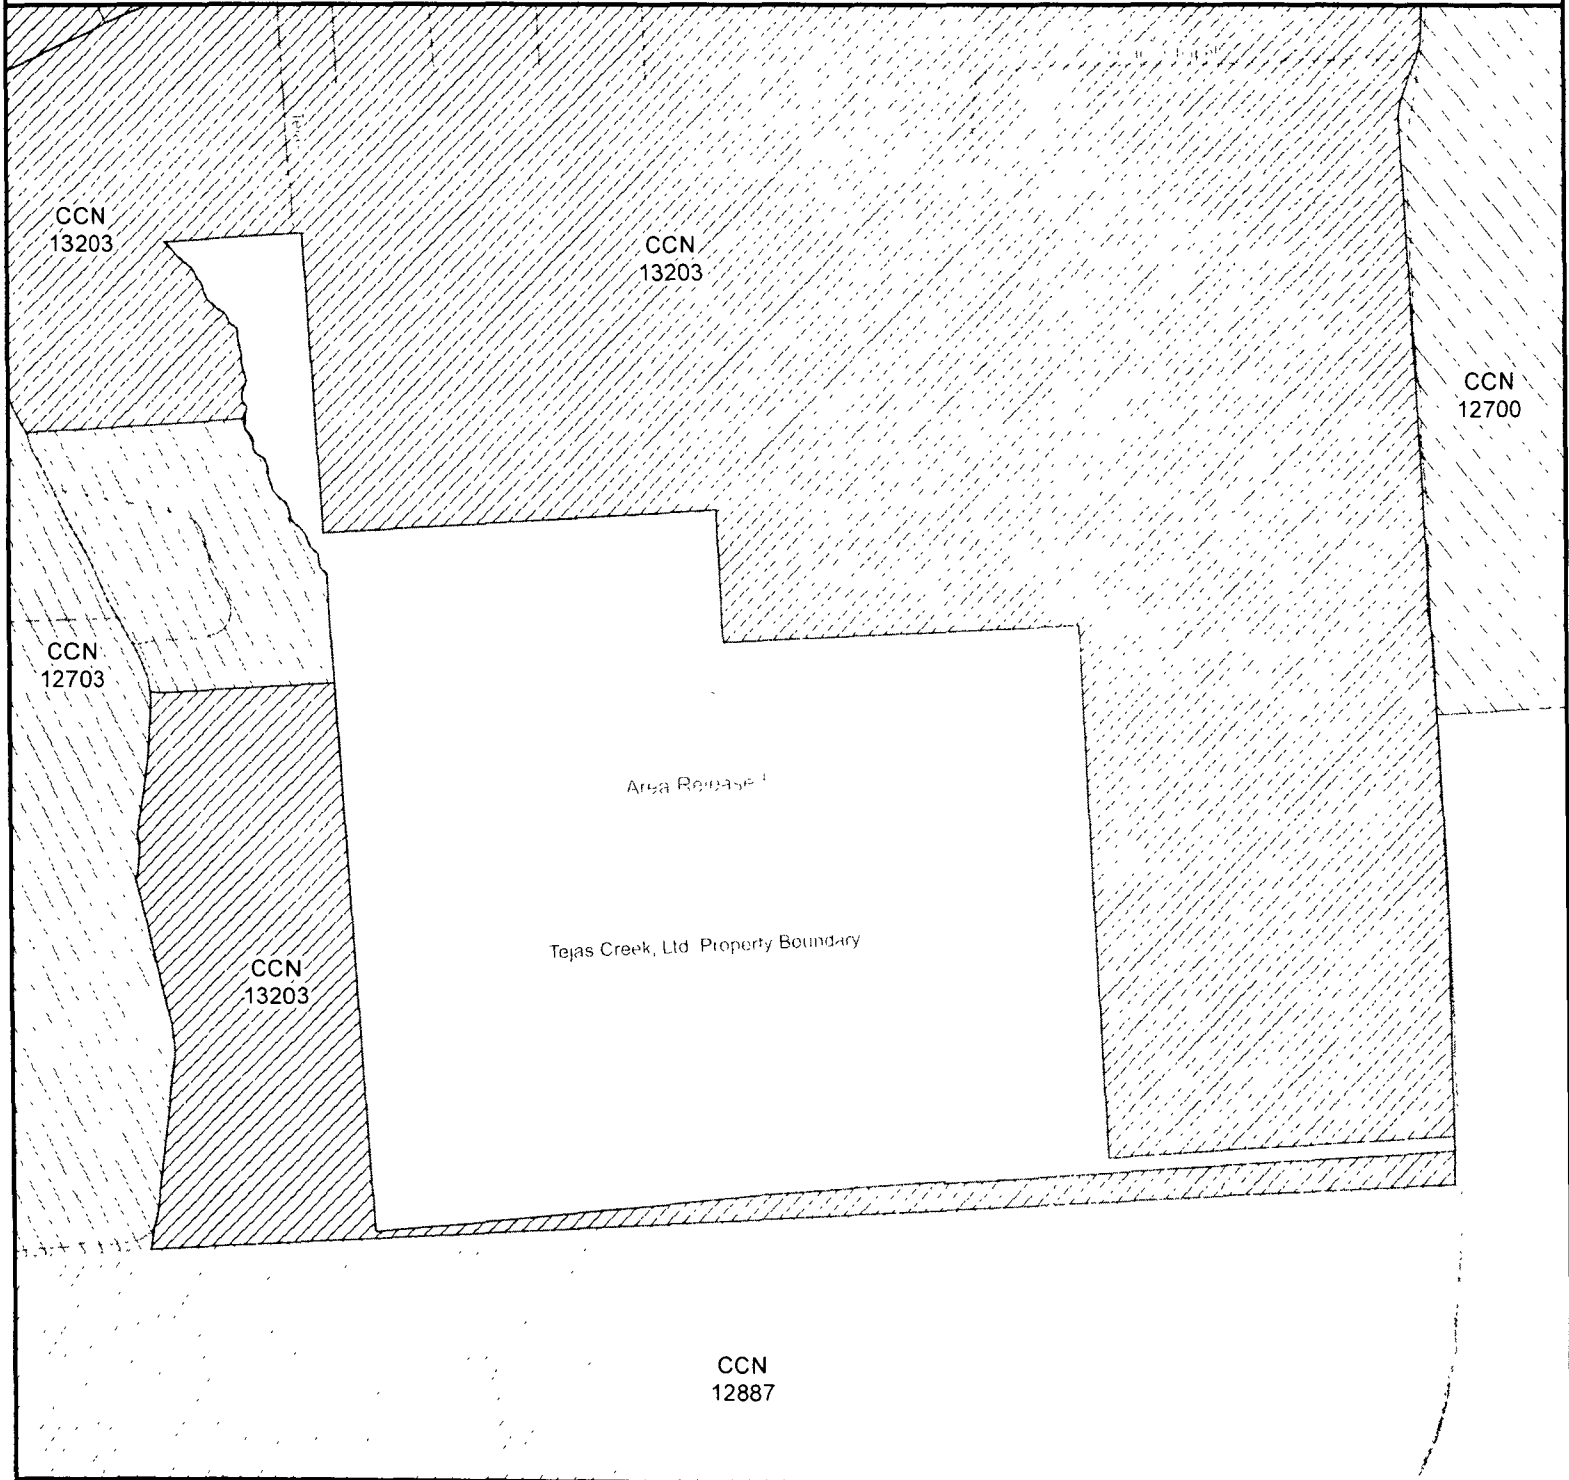 CCN
13203
CCN
13203
CCN
12700
CCN
12703
Area Release
Tejas Creek, Ltd Property Boundary
CCN
13203
CCN
12887